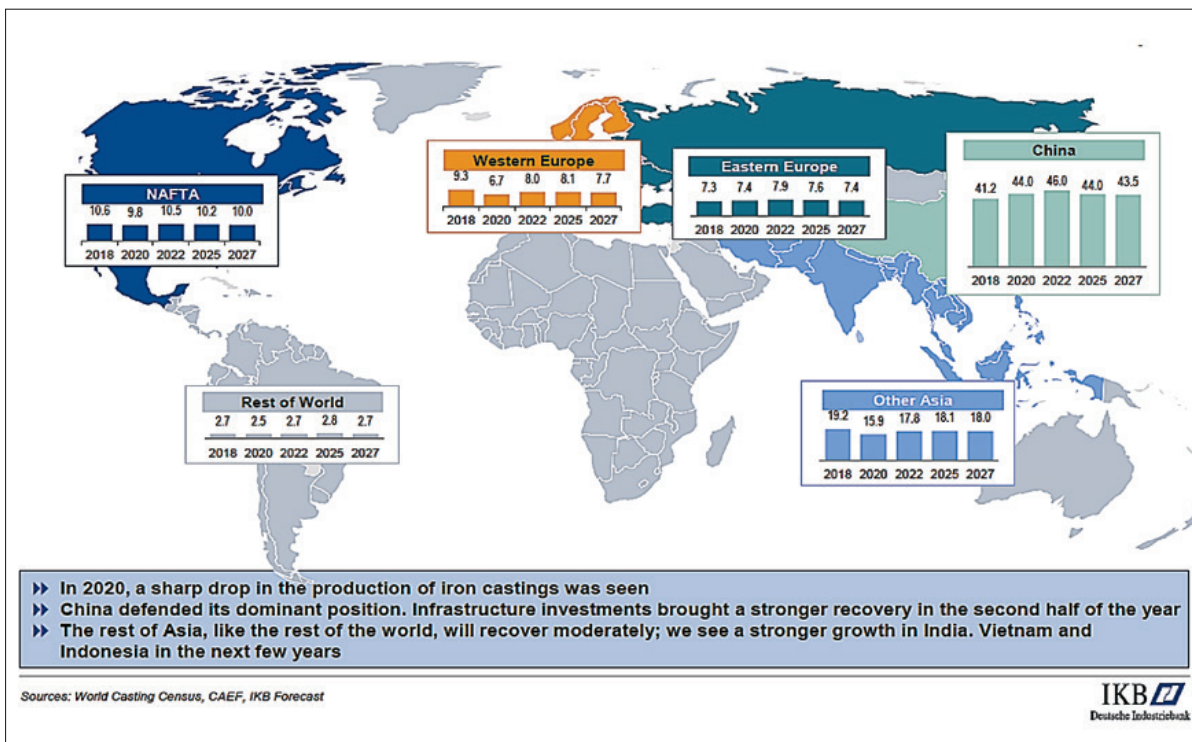 NAFTA
10.6 9.8 10.5 10.2 10.0
2018 2020 2022 2025 2027
Western Europe
9.3 6.7 8.0 8.1 7.7
2018 2020 2022 2025 2027
Eastern Europe
7.3 7.4 7.9 7.6 7.4
2018 2020 2022 2025 2027
China
41.2 44.0 46.0 44.0 43.5
2018 2020 2022 2025 2027
Rest of World
2.7 2.5 2.7 2.8 2.7
2018 2020 2022 2025 2027
Other Asia
19.2 15.9 17.8 18.1 18.0
2018 2020 2022 2025 2027
In 2020, a sharp drop in the production of iron castings was seen
China defended its dominant position. Infrastructure investments brought a stronger recovery in the second half of the year
The rest of Asia, like the rest of the world, will recover moderately; we see a stronger growth in India. Vietnam and
Indonesia in the next few years
Sources: World Casting Census, CAEF, IKB Forecast
IKB
Deutsche Industriebank